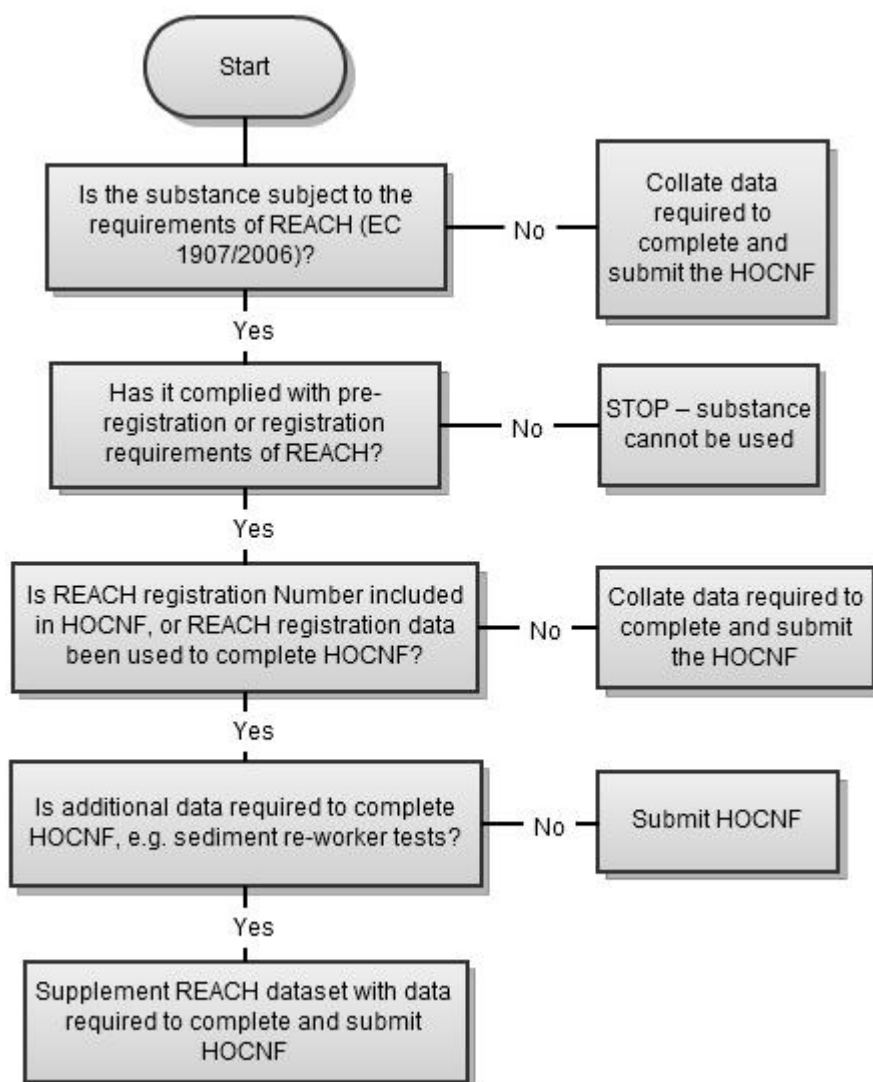 Start
Is the substance subject to the
requirements of REACH (EC
1907/2006)?
No
Collate data
required to
complete and
submit the HOCNF
Yes
Has it complied with pre-
registration or registration
requirements of REACH?
No
STOP – substance
cannot be used
Yes
Is REACH registration Number included
in HOCNF, or REACH registration data
been used to complete HOCNF?
No
Collate data required to
complete and submit
the HOCNF
Yes
Is additional data required to complete
HOCNF, e.g. sediment re-worker tests?
No
Submit HOCNF
Yes
Supplement REACH dataset with data
required to complete and submit
HOCNF